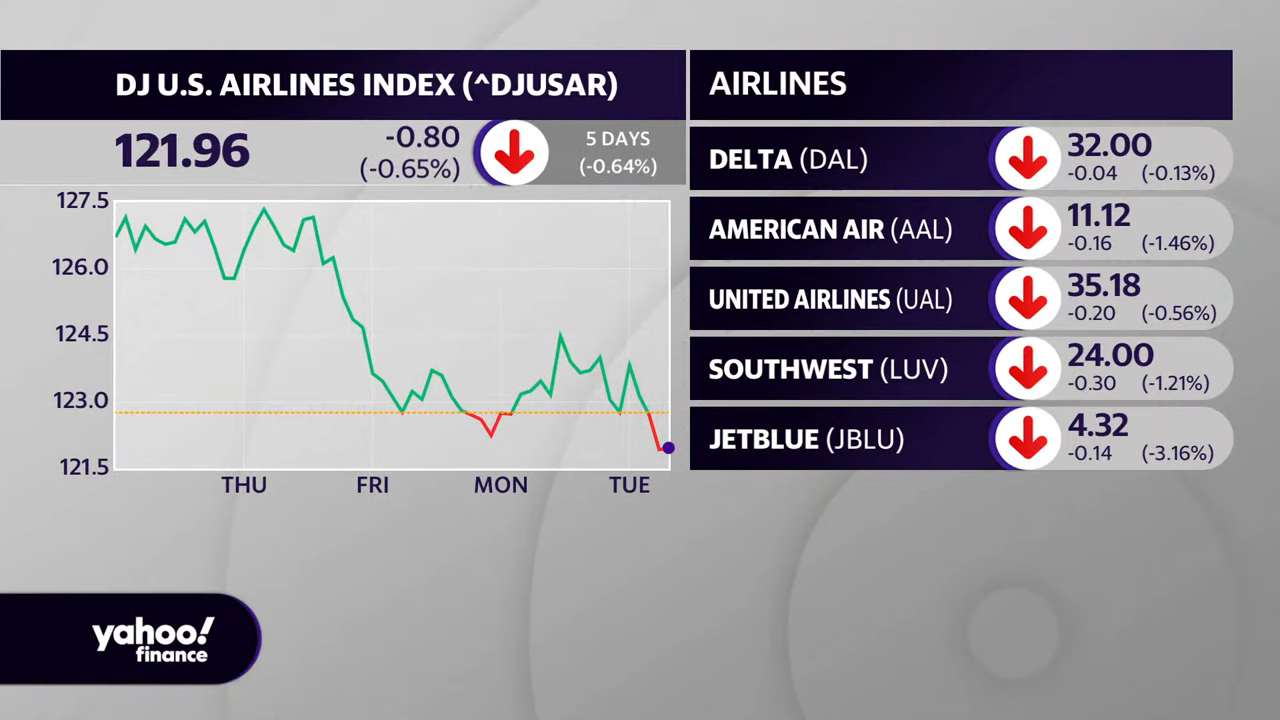 DJ U.S. AIRLINES INDEX (^DJUSAR)
121.96
-0.80
(-0.65%)
5 DAYS
(-0.64%)
127.5
126.0
124.5
123.0
121.5
THU FRI MON TUE
AIRLINES
DELTA (DAL)
32.00
-0.04 (-0.13%)
AMERICAN AIR (AAL)
11.12
-0.16 (-1.46%)
UNITED AIRLINES (UAL)
35.18
-0.20 (-0.56%)
SOUTHWEST (LUV)
24.00
-0.30 (-1.21%)
JETBLUE (JBLU)
4.32
-0.14 (-3.16%)
yahoo!
finance